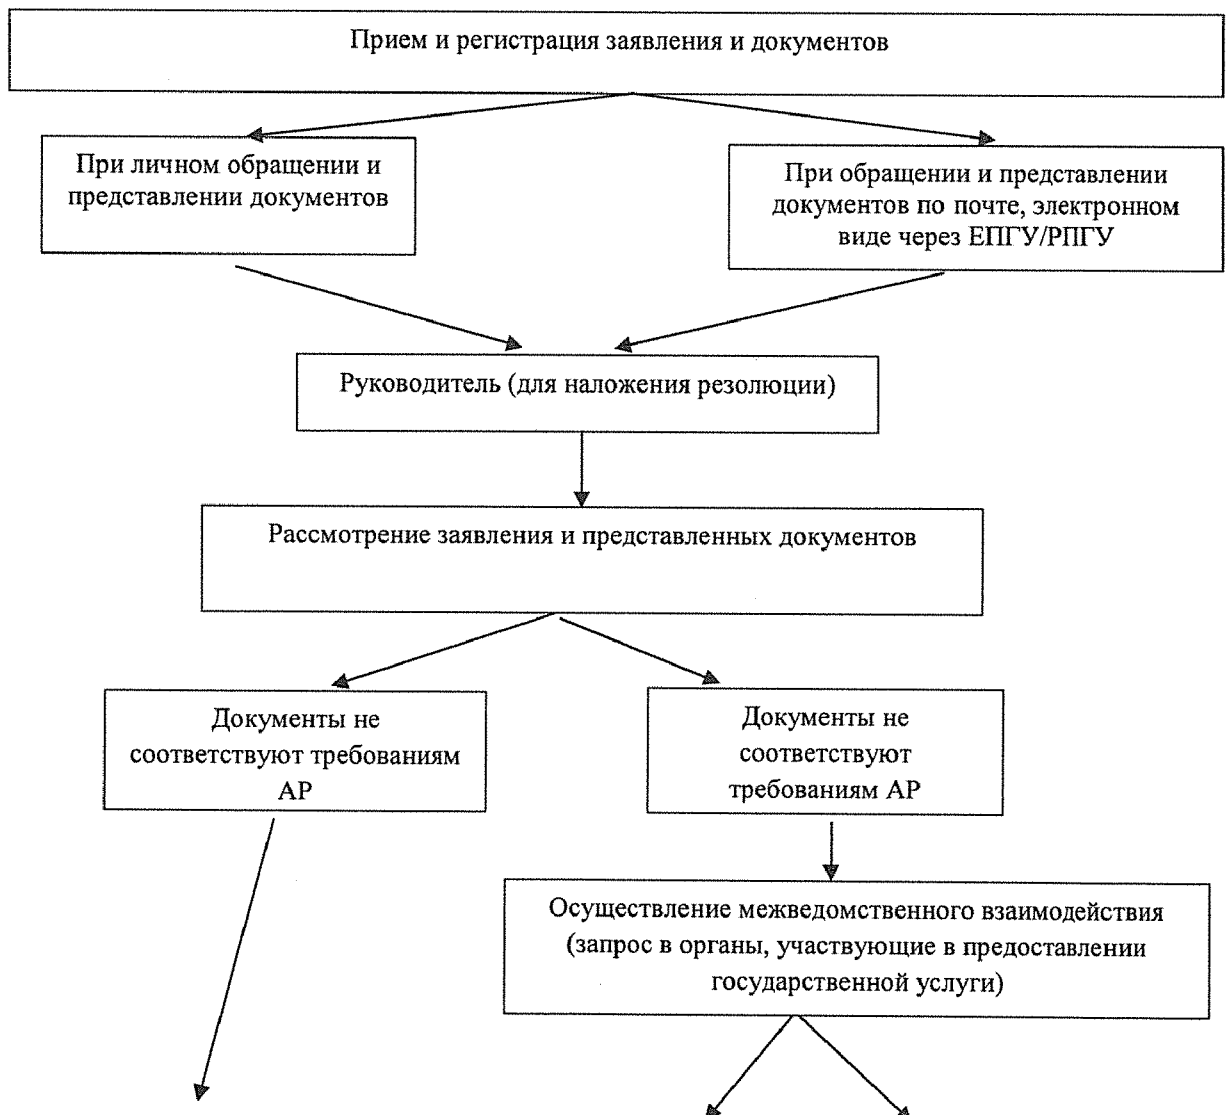 Прием и регистрация заявления и документов
При личном обращении и
представлении документов
При обращении и представлении
документов по почте, электронном
виде через ЕПГУ/РПГУ
Руководитель (для наложения резолюции)
Рассмотрение заявления и представленных документов
Документы не
соответствуют требованиям
АР
Документы не
соответствуют
требованиям АР
Осуществление межведомственного взаимодействия
(запрос в органы, участвующие в предоставлении
государственной услуги)